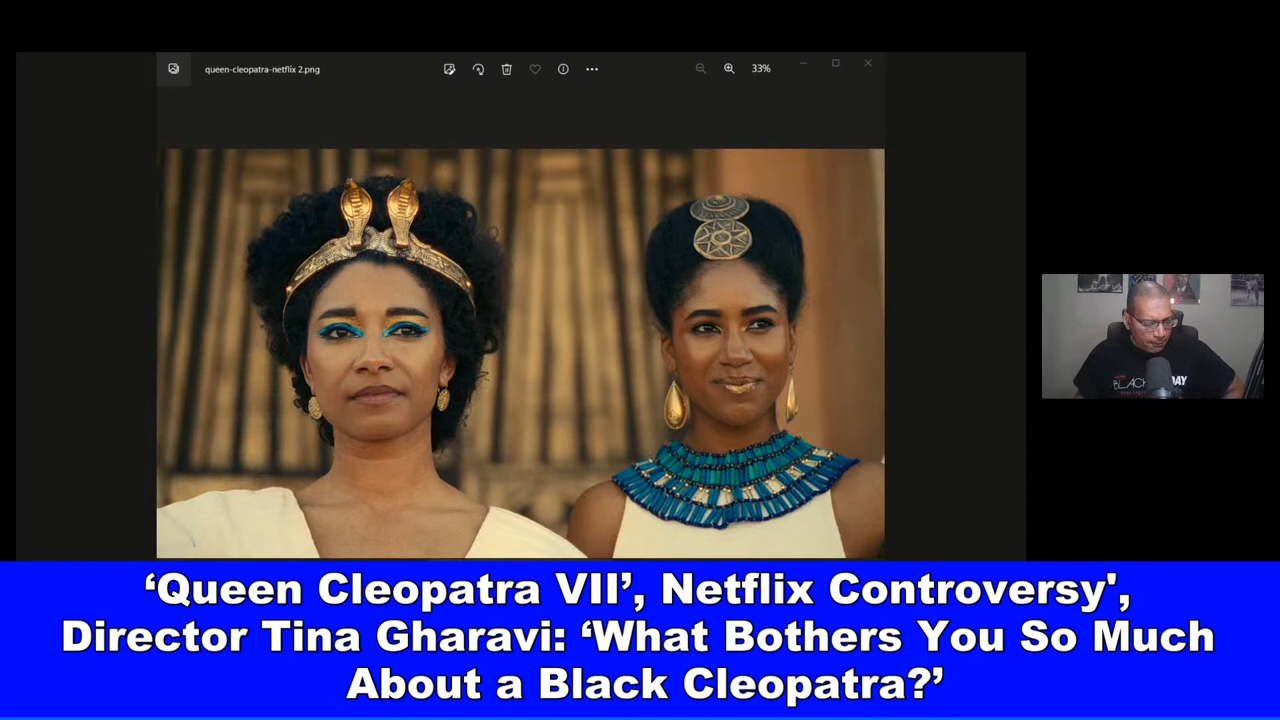 queen-cleopatra-netflix 2.png
33%
BLACK
‘Queen Cleopatra VII’, Netflix Controversy',
Director Tina Gharavi: ‘What Bothers You So Much
About a Black Cleopatra?’